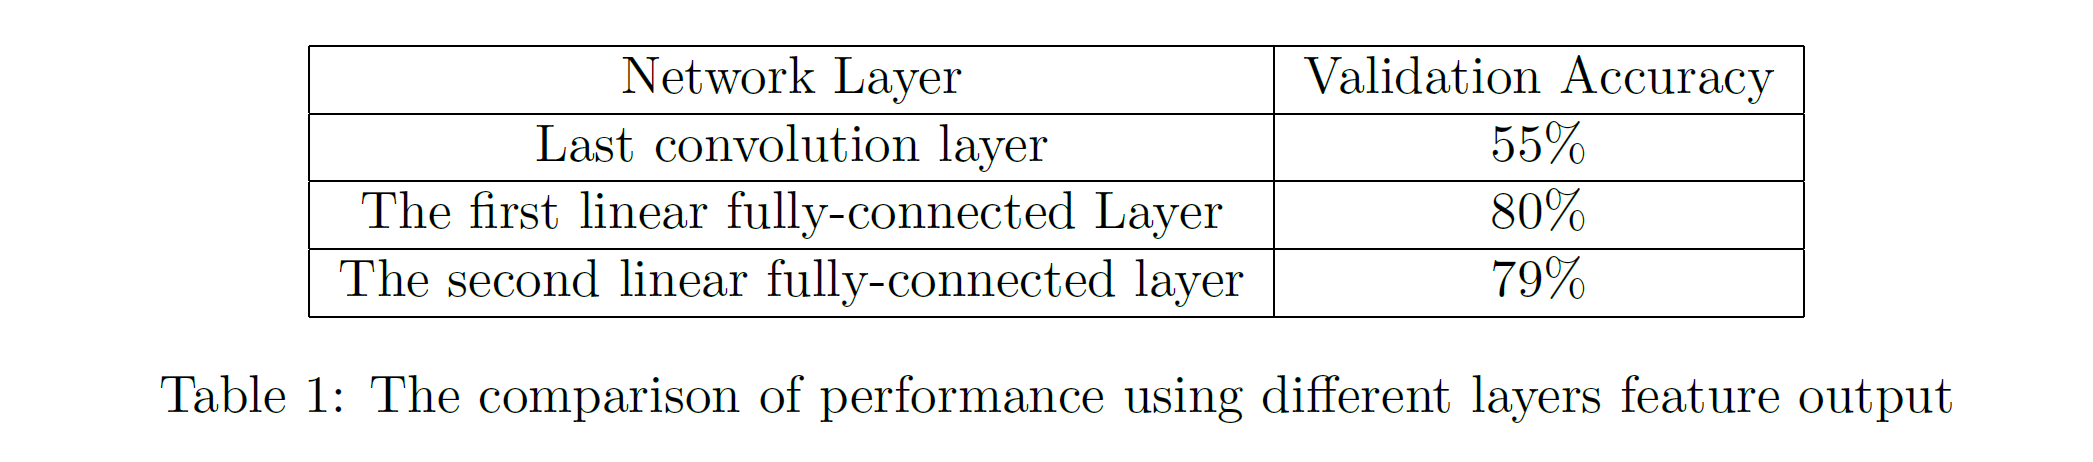 Network Layer Validation Accuracy
Last convolution layer 55%
The first linear fully-connected Layer 80%
The second linear fully-connected layer 79%
Table 1: The comparison of performance using different layers feature output